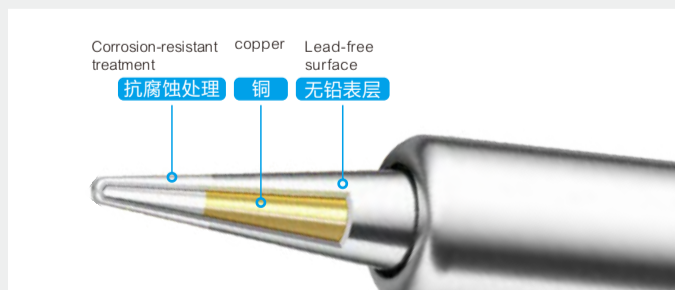 Corrosion-resistant
treatment
抗腐蚀处理
copper
铜
Lead-free
surface
无铅表层